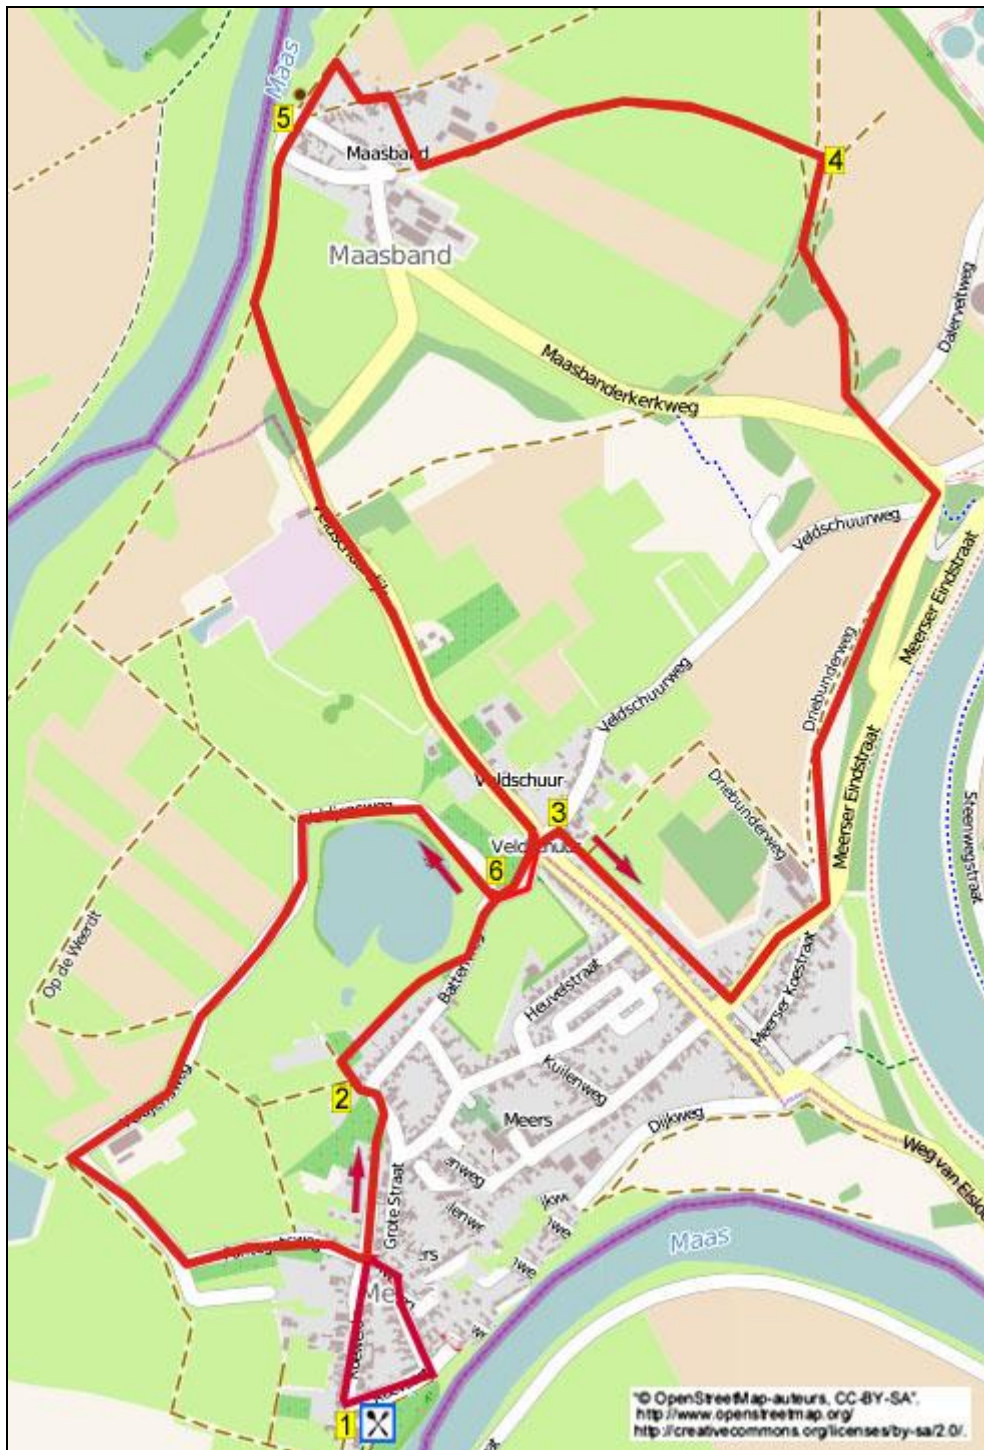 Maas
5
Maasband
4
Maasband
Dalerveltweg
Maasbanderkerkweg
Veldschuurweg
Meerser Eindstraat
Driebunderweg
Veldschuurweg
Veldschuur
Driebunderweg
Meerser Eindstraat
Steenwegstraat
3
6
Op de Weerdt
Heuvelstraat
Meerser Koestraat
Kuilenweg
2
Meers
Dijkweg
Weg van Elsloo
Grote Straat
Maas
1
"© OpenStreetMap-auteurs, CC-BY-SA",
http://www.openstreetmap.org/
http://creativecommons.org/licenses/by-sa/2.0/.